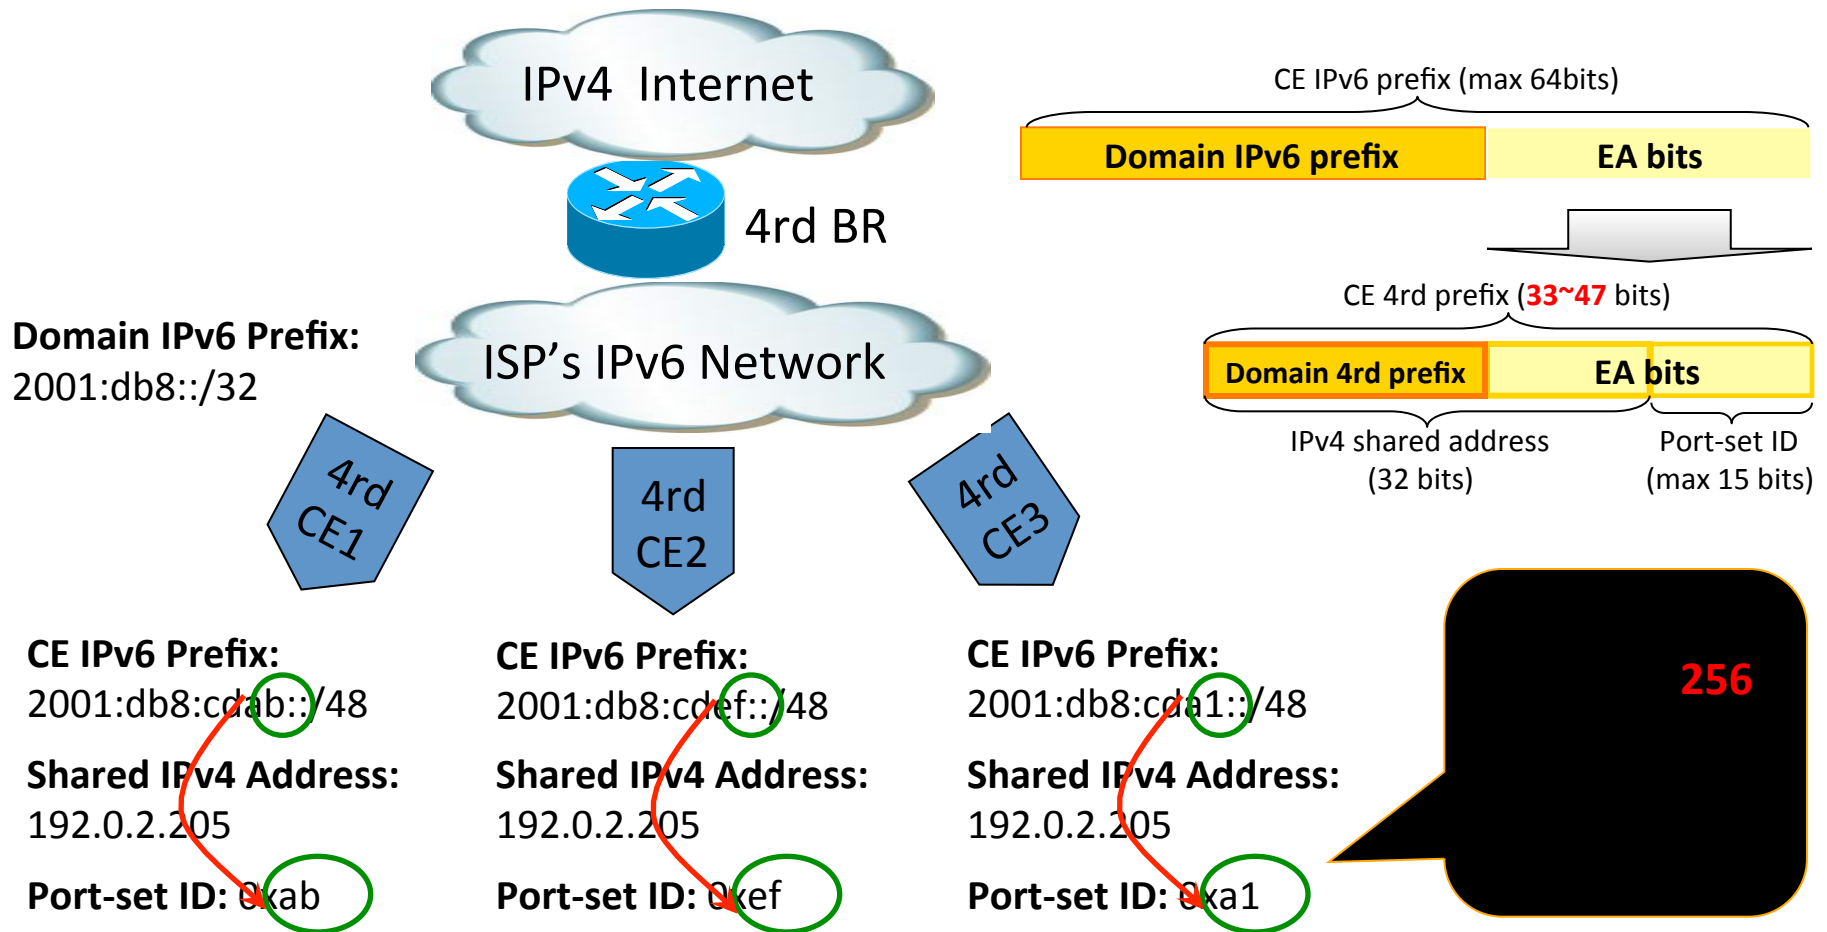 IPv4  Internet
4rd BR
ISP's IPv6 Network
Domain IPv6 Prefix:
2001:db8::/32
4rd
CE1
4rd
CE2
4rd
CE3
CE IPv6 prefix (max 64bits)
Domain IPv6 prefix
EA bits
CE 4rd prefix (33~47 bits)
Domain 4rd prefix
EA bits
IPv4 shared address
(32 bits)
Port-set ID
(max 15 bits)
CE IPv6 Prefix:
2001:db8:cdab::/48
Shared IPv4 Address:
192.0.2.205
Port-set ID: 0xab
CE IPv6 Prefix:
2001:db8:cdef::/48
Shared IPv4 Address:
192.0.2.205
Port-set ID: 0xef
CE IPv6 Prefix:
2001:db8:cda1::/48
Shared IPv4 Address:
192.0.2.205
Port-set ID: 0xa1
256